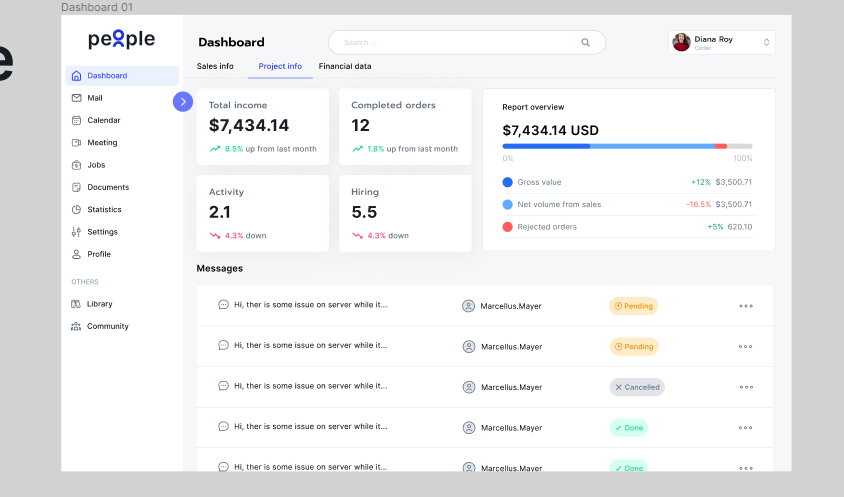 Dashboard 01
e
people
Dashboard
Search ...
Diana Roy
Coder
Sales info
Project info
Financial data
Dashboard
Mail
Calendar
Meeting
Jobs
Documents
Statistics
Settings
Profile
OTHERS
Library
Community
Total income
$7,434.14
8.5% up from last month
Completed orders
12
1.8% up from last month
Activity
2.1
4.3% down
Hiring
5.5
4.3% down
Report overview
$7,434.14 USD
0% 100%
Gross value +12% $3,500.71
Net volume from sales -16.5% $3,500.71
Rejected orders +5% 620.10
Messages
Hi, ther is some issue on server while it... Marcellus.Mayer Pending
Hi, ther is some issue on server while it... Marcellus.Mayer Pending
Hi, ther is some issue on server while it... Marcellus.Mayer Cancelled
Hi, ther is some issue on server while it... Marcellus.Mayer Done
Hi, ther is some issue on server while it... Marcellus.Mayer Done